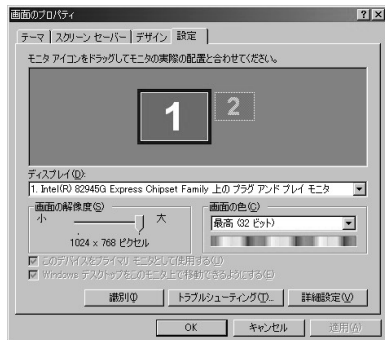 画面のプロパティ
テーマ スクリーン セーバー デザイン 設定
モニタ アイコンをドラッグしてモニタの実際の配置と合わせてください。
1 2
ディスプレイ(D):
1. Intel(R) 82945G Express Chipset Family 上の プラグ アンド プレイ モニタ
画面の解像度(S)
小 大
1024 x 768 ピクセル
画面の色(C)
最高 (32 ビット)
このデバイスをプライマリ モニタとして使用する(U)
Windows デスクトップをこのモニタ上で移動できるようにする(E)
識別(I) トラブルシューティング(T)... 詳細設定(V)
OK キャンセル 適用(A)